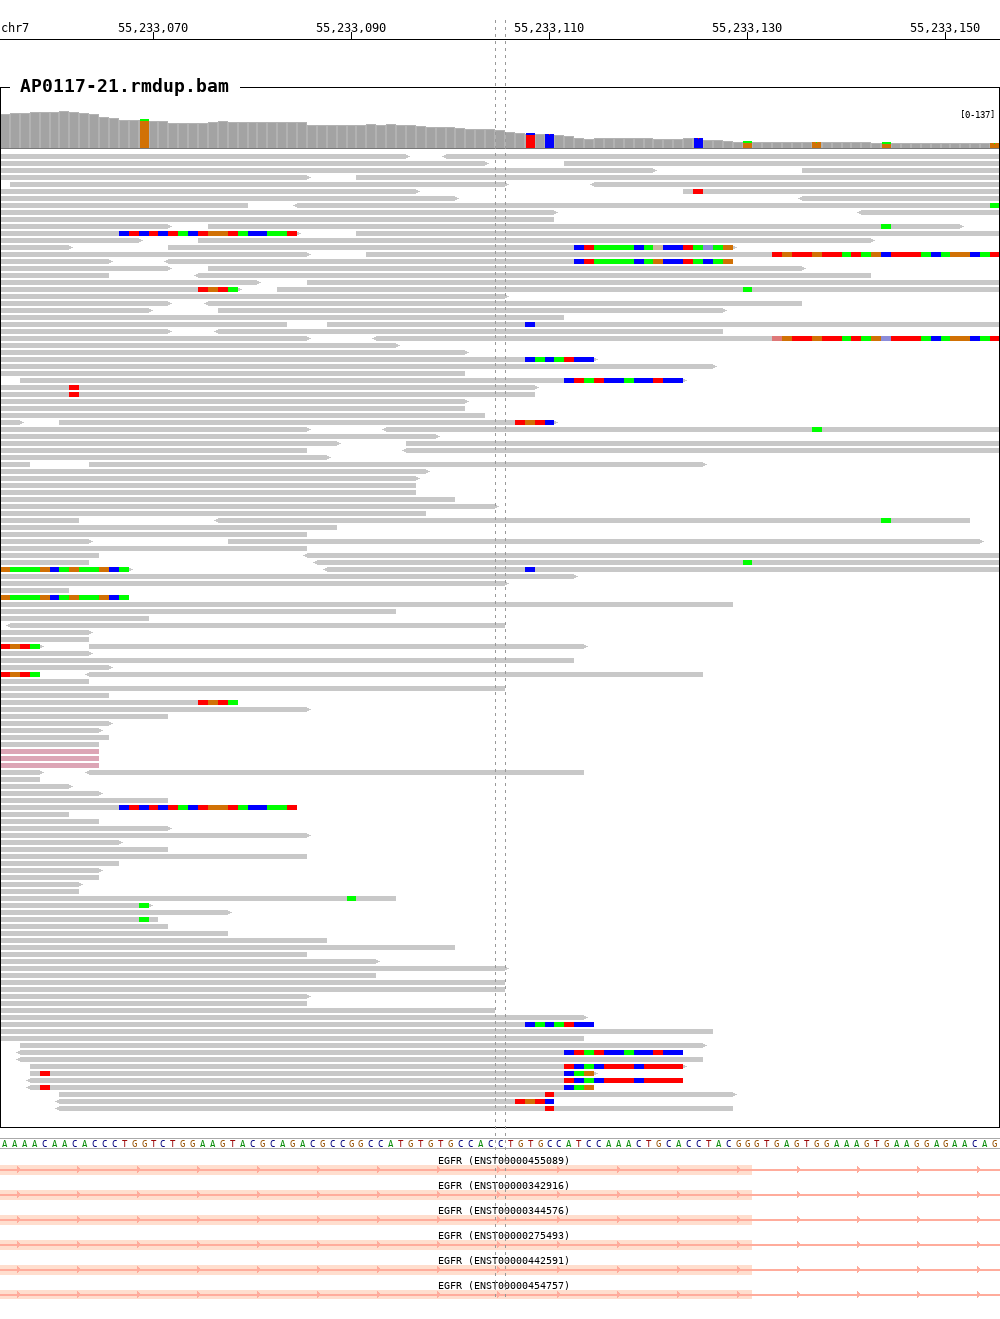 chr7 55,233,070 55,233,090 55,233,110 55,233,130 55,233,150
AP0117-21.rmdup.bam
[0-137]
AAAACAACACCCTGGTCTGGAAGTACGCAGACGCCGGCCATGTGTGCCACCTGTGCCATCCAAACTGCACCTACGGGTGAGTGGAAAGTGAAGGAGAACAG
EGFR (ENST00000455089)
EGFR (ENST00000342916)
EGFR (ENST00000344576)
EGFR (ENST00000275493)
EGFR (ENST00000442591)
EGFR (ENST00000454757)